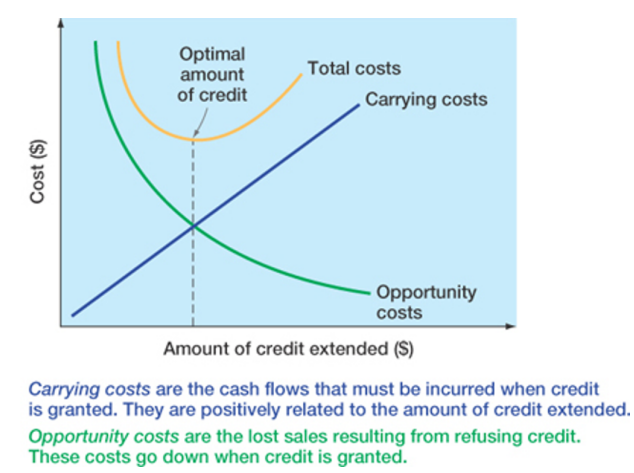 Optimal
amount
of credit
Total costs
Carrying costs
Cost ($)
Opportunity
costs
Amount of credit extended ($)
Carrying costs are the cash flows that must be incurred when credit
is granted. They are positively related to the amount of credit extended.
Opportunity costs are the lost sales resulting from refusing credit.
These costs go down when credit is granted.